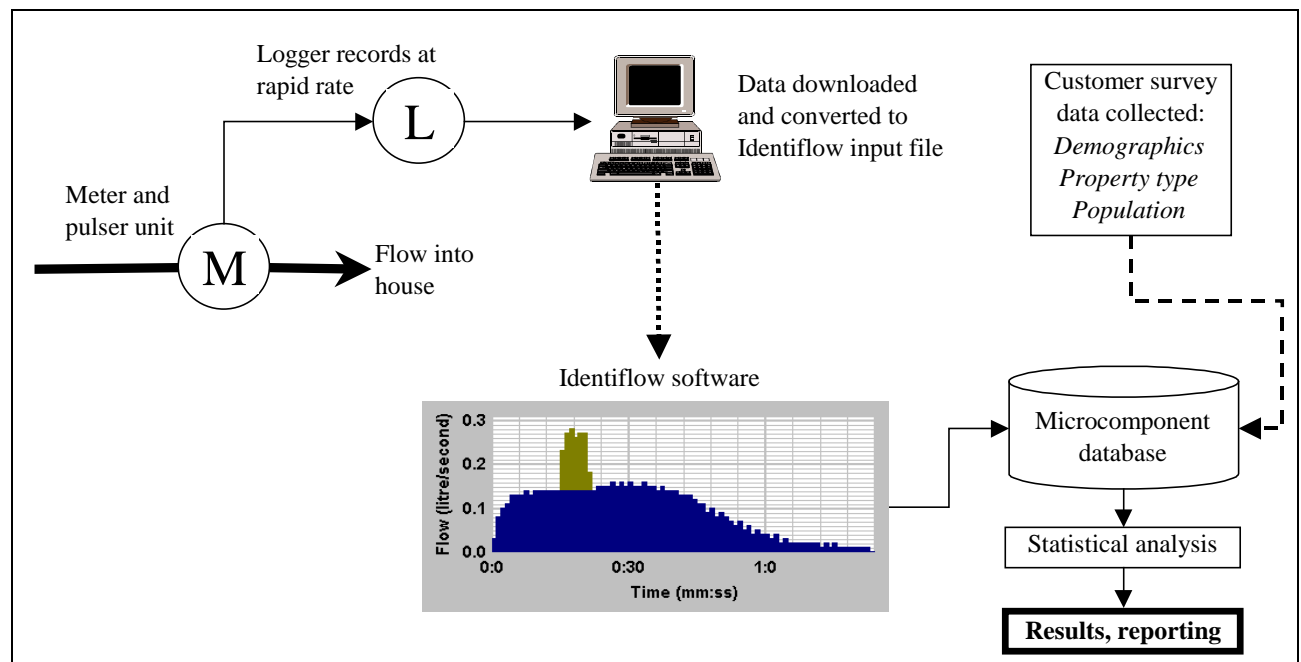 Logger records at
rapid rate
L
Data downloaded
and converted to
Identiflow input file
Customer survey
data collected:
Demographics
Property type
Population
Meter and
pulser unit
M
Flow into
house
Identiflow software
Flow (litre/second)
0.3
0.2
0.1
0.0
0:0
0:30
1:0
Time (mm:ss)
Microcomponent
database
Statistical analysis
Results, reporting